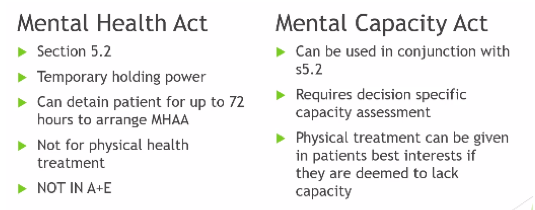 Mental Health Act
Section 5.2
Temporary holding power
Can detain patient for up to 72
hours to arrange MHAA
Not for physical health
treatment
NOT IN A+E
Mental Capacity Act
Can be used in conjunction with
s5.2
Requires decision specific
capacity assessment
Physical treatment can be given
in patients best interests if
they are deemed to lack
capacity